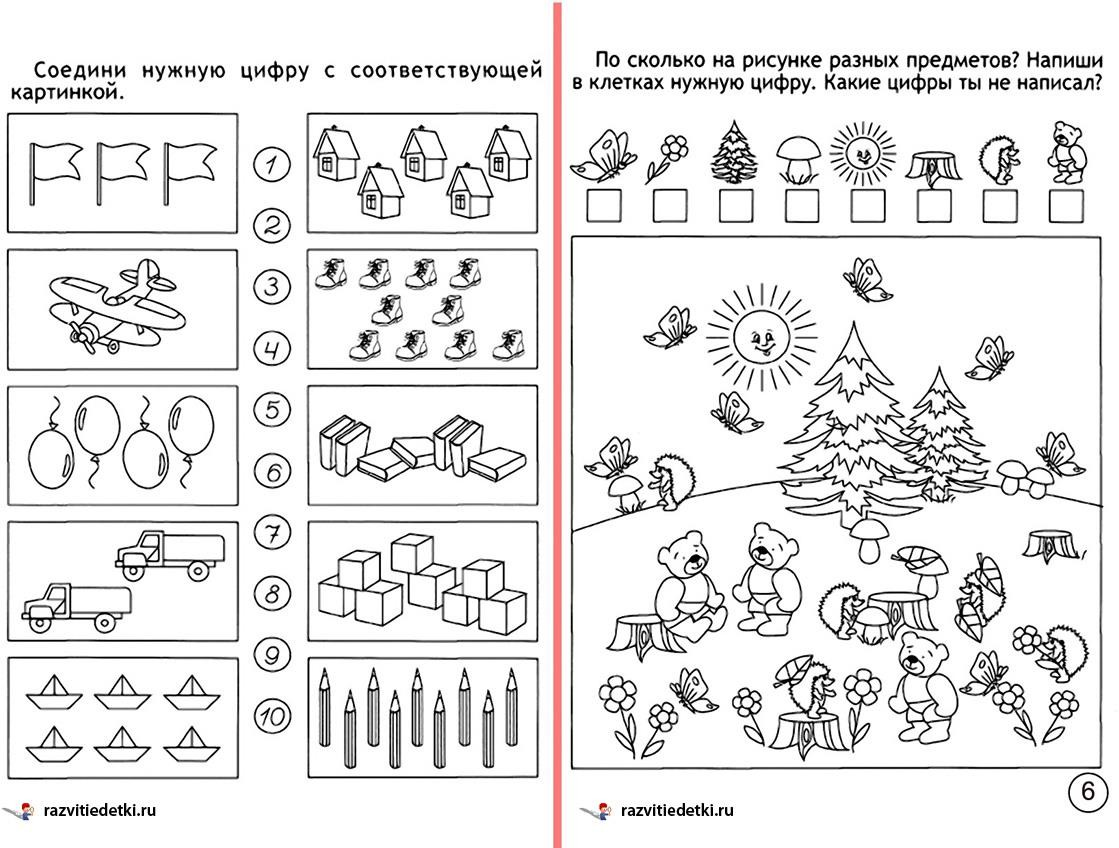 Соедини нужную цифру с соответствующей
картинкой.
1
2
3
4
5
6
7
8
9
10
razvitiedetki.ru
По сколько на рисунке разных предметов? Напиши
в клетках нужную цифру. Какие цифры ты не написал?
6
razvitiedetki.ru